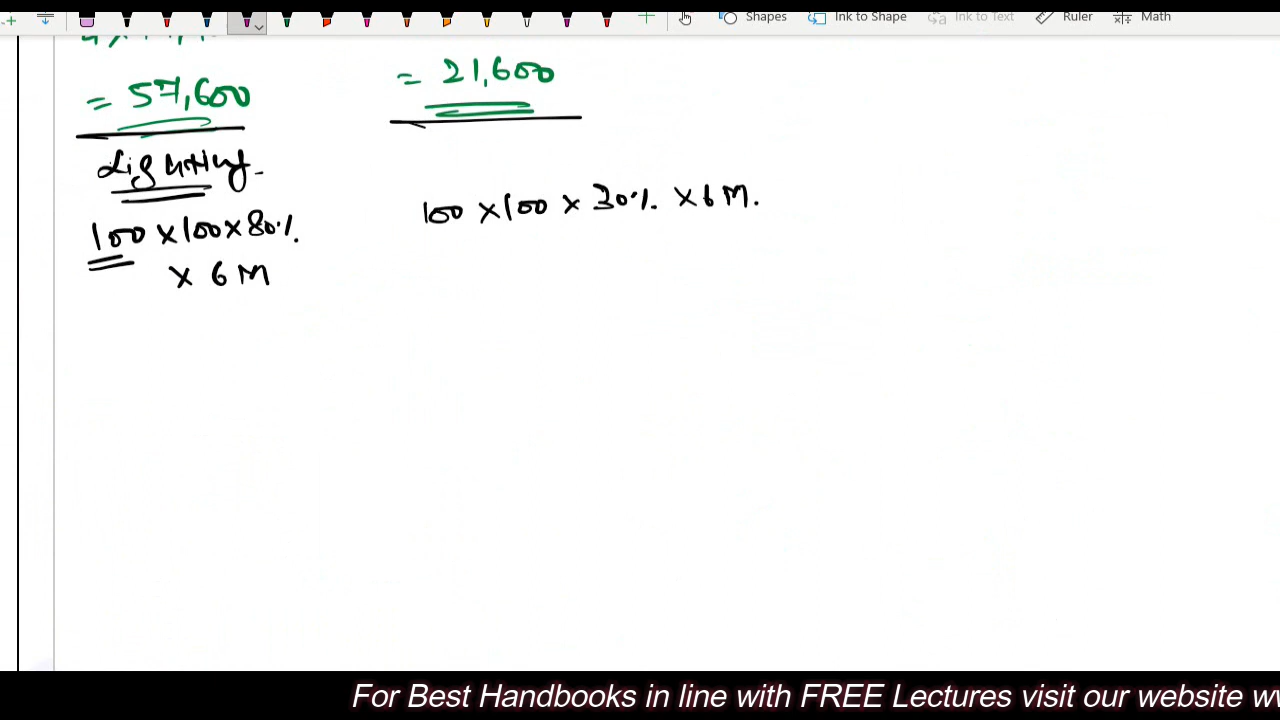 Shapes Ink to Shape Ink to Text Ruler Math
= 57,600
= 21,600
Lighting.
100 x 100 x 30% x 6 M.
100 x 100 x 80%.
x 6 M
For Best Handbooks in line with FREE Lectures visit our website